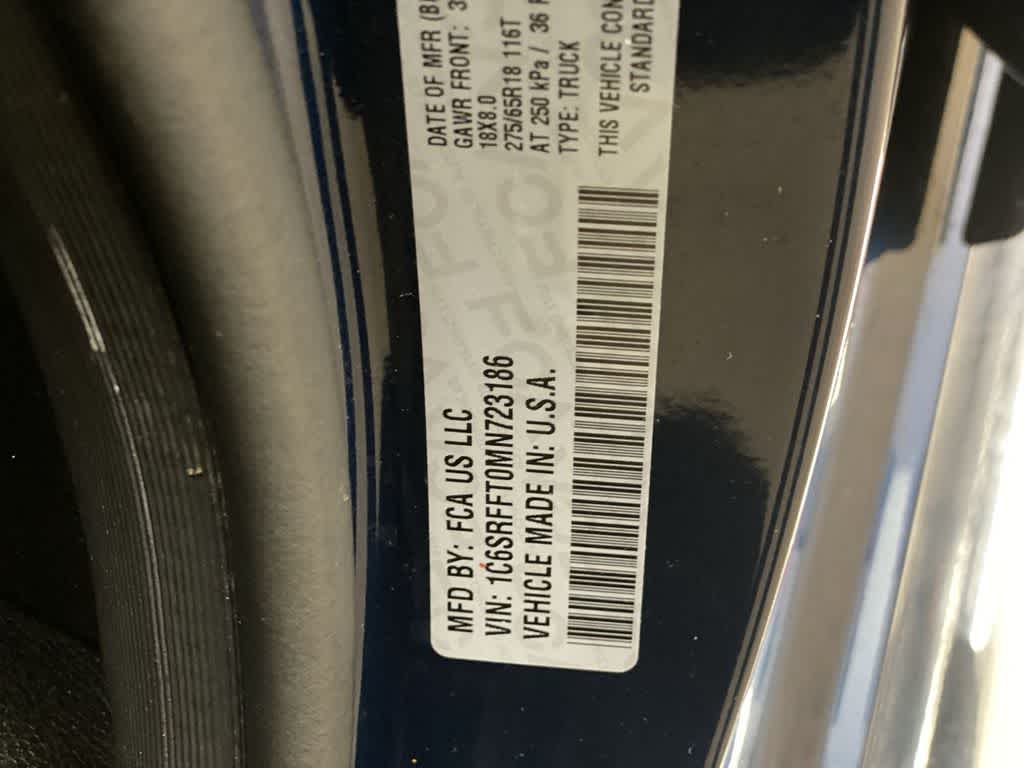 MFD BY: FCA US LLC
VIN: 1C6SRFFT0MN723186
VEHICLE MADE IN: U.S.A.
DATE OF MFR
GAWR FRONT:
18X8.0
275/65R18 116T
AT 250 kPa / 36
TYPE: TRUCK
THIS VEHICLE
STANDARD